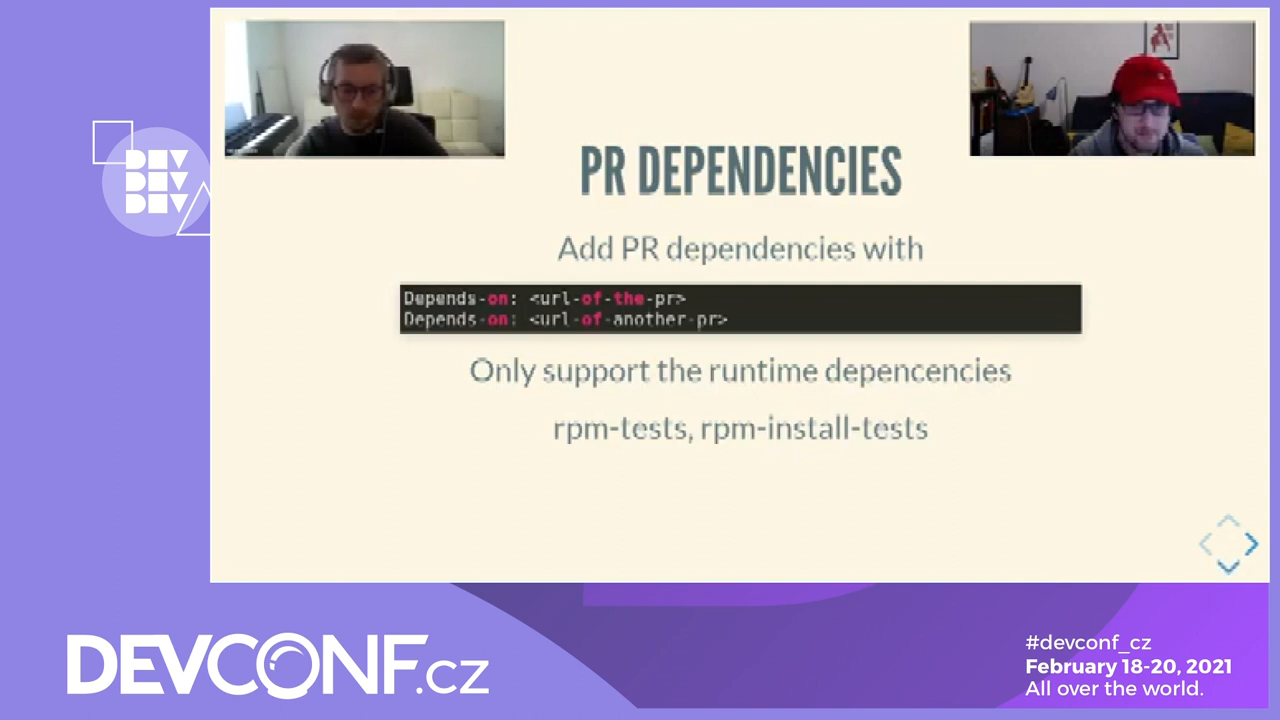 DEV
DEV
DEV
PR DEPENDENCIES
Add PR dependencies with
Depends-on: <url-of-the-pr>
Depends-on: <url-of-another-pr>
Only support the runtime depencencies
rpm-tests, rpm-install-tests
DEVCONF.cz
#devconf_cz
February 18-20, 2021
All over the world.